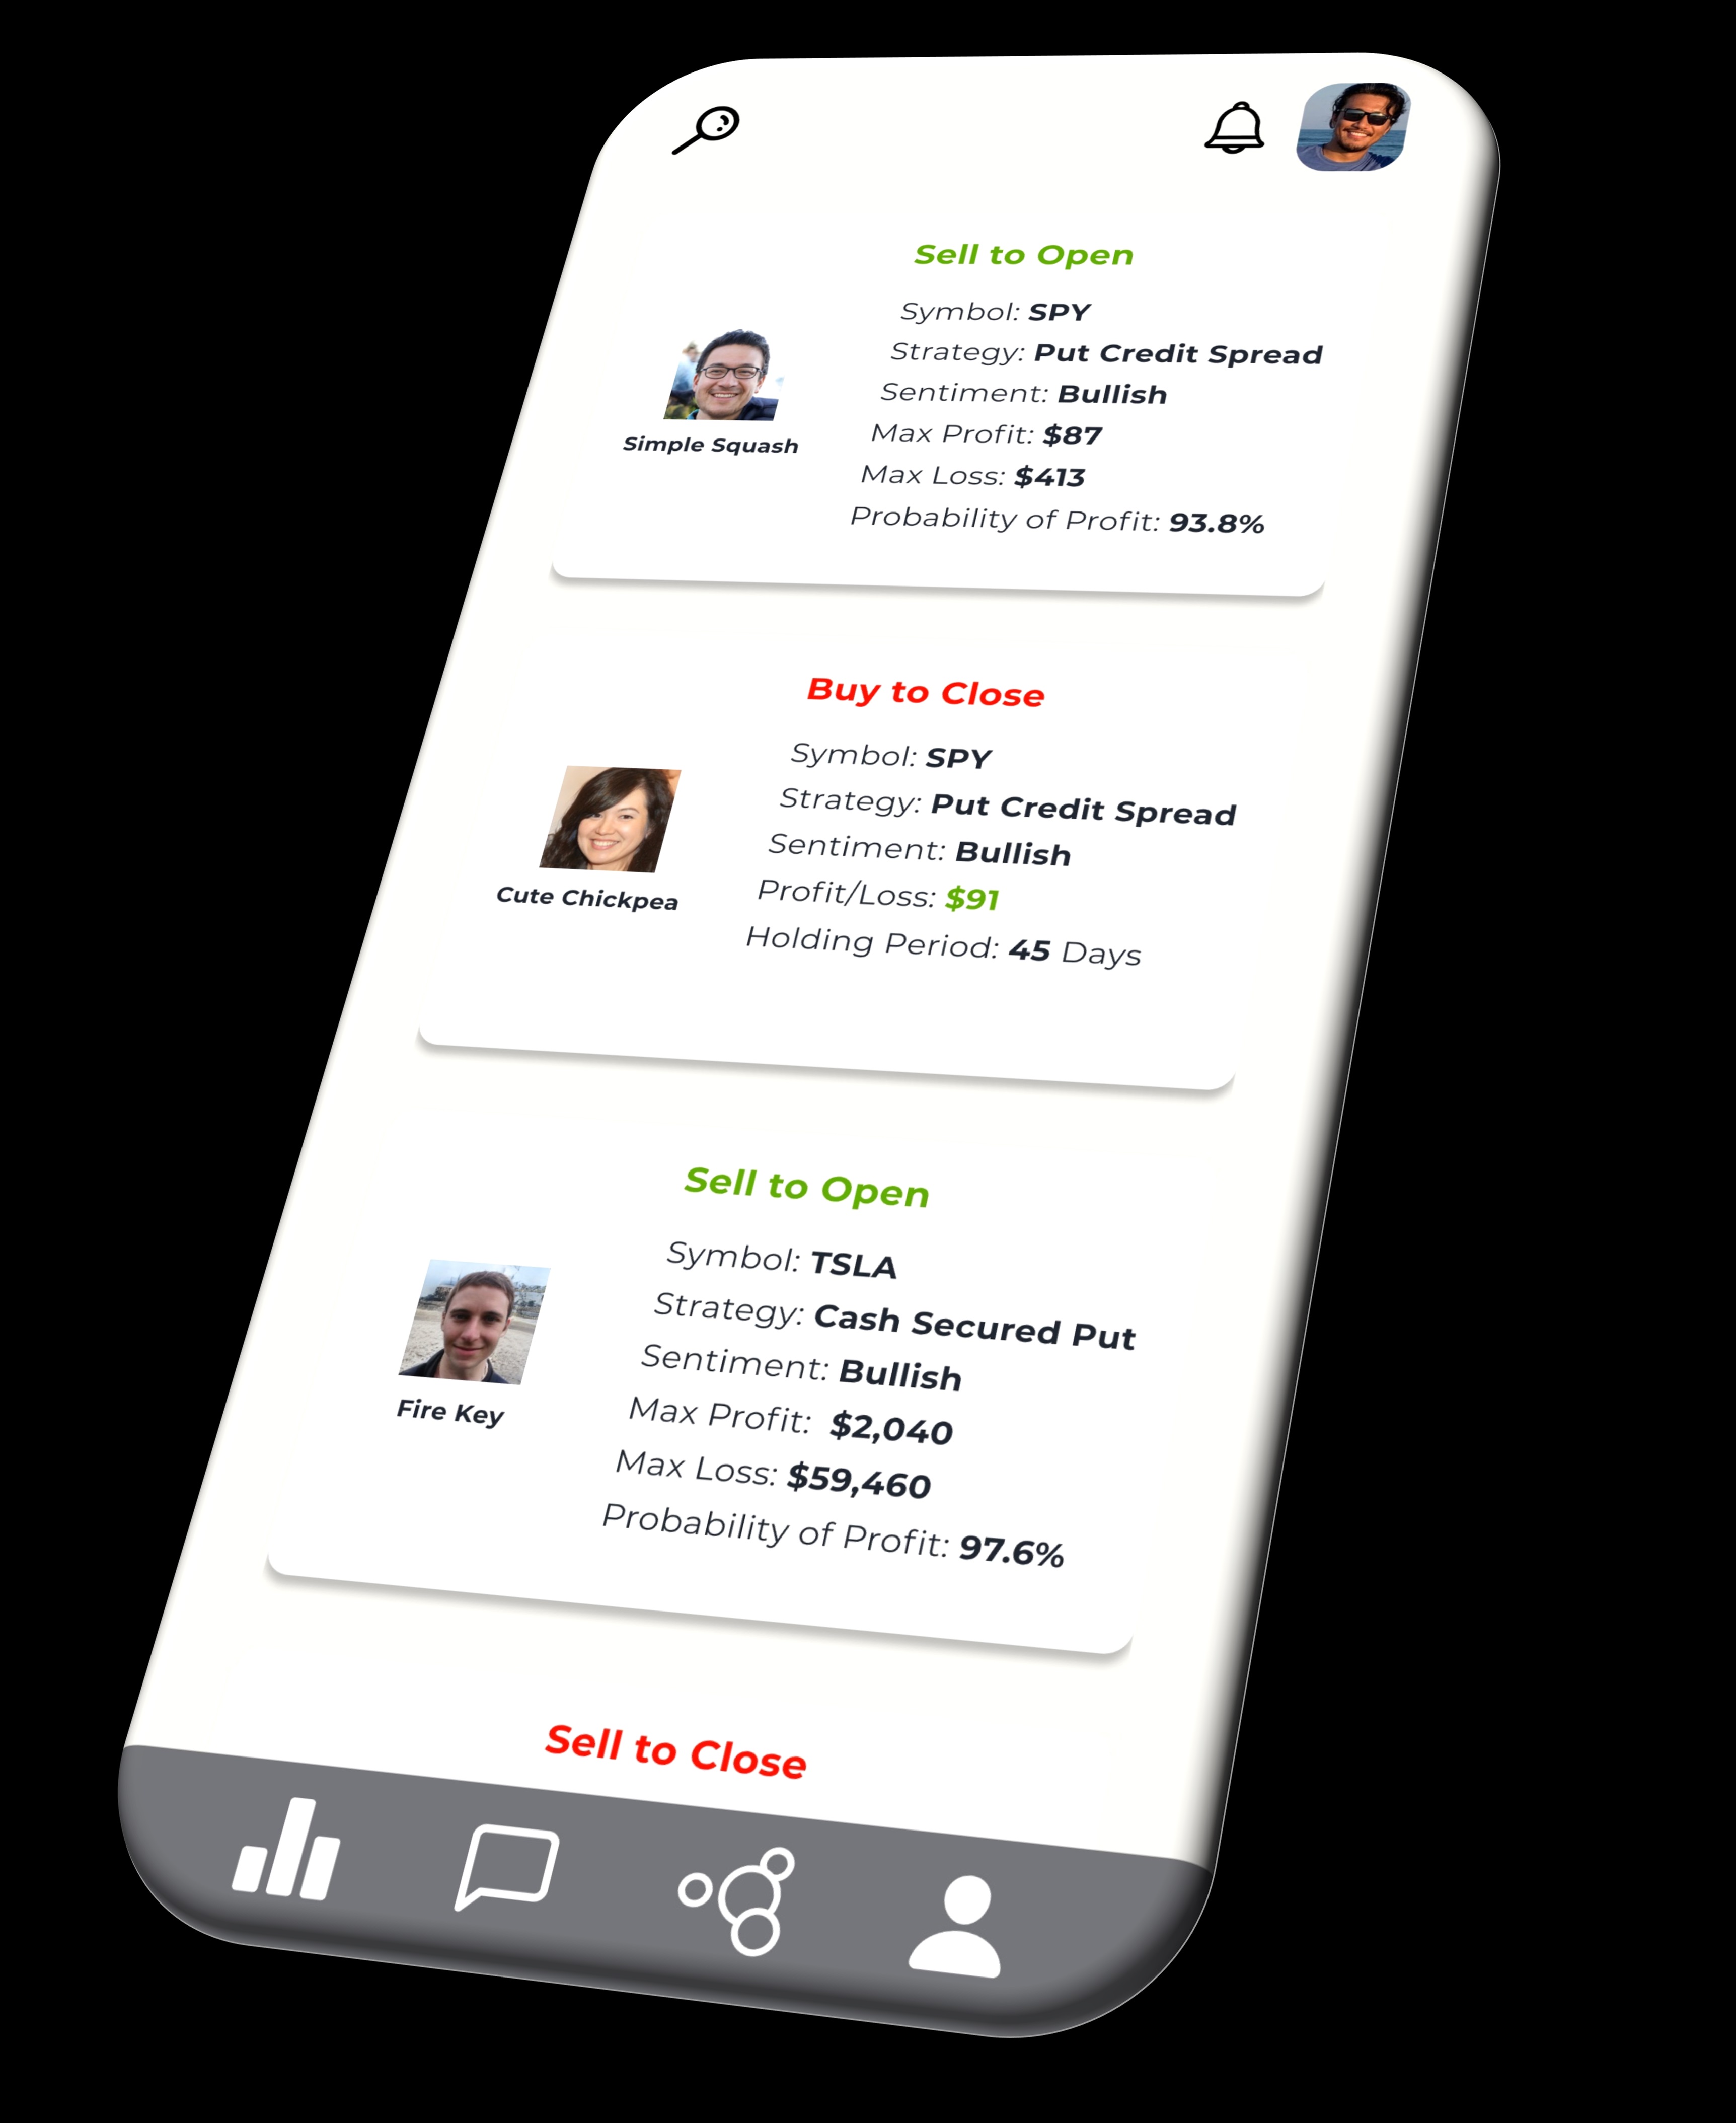 Sell to Open
Symbol: SPY
Strategy: Put Credit Spread
Sentiment: Bullish
Max Profit: $87
Max Loss: $413
Probability of Profit: 93.8%
Simple Squash
Buy to Close
Symbol: SPY
Strategy: Put Credit Spread
Sentiment: Bullish
Profit/Loss: $91
Holding Period: 45 Days
Cute Chickpea
Sell to Open
Symbol: TSLA
Strategy: Cash Secured Put
Sentiment: Bullish
Max Profit: $2,040
Max Loss: $59,460
Probability of Profit: 97.6%
Fire Key
Sell to Close